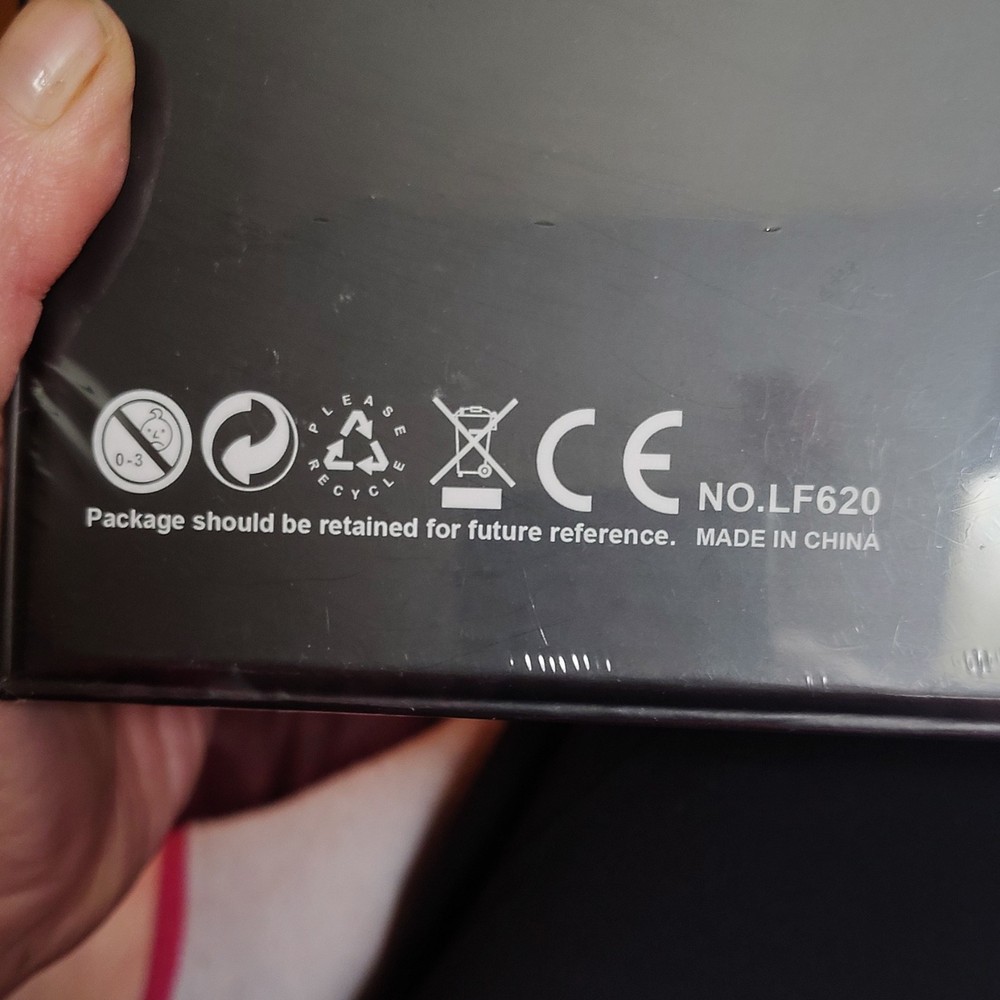 0-3
PLEASE
RECYCLE
CE
NO.LF620
Package should be retained for future reference.
MADE IN CHINA